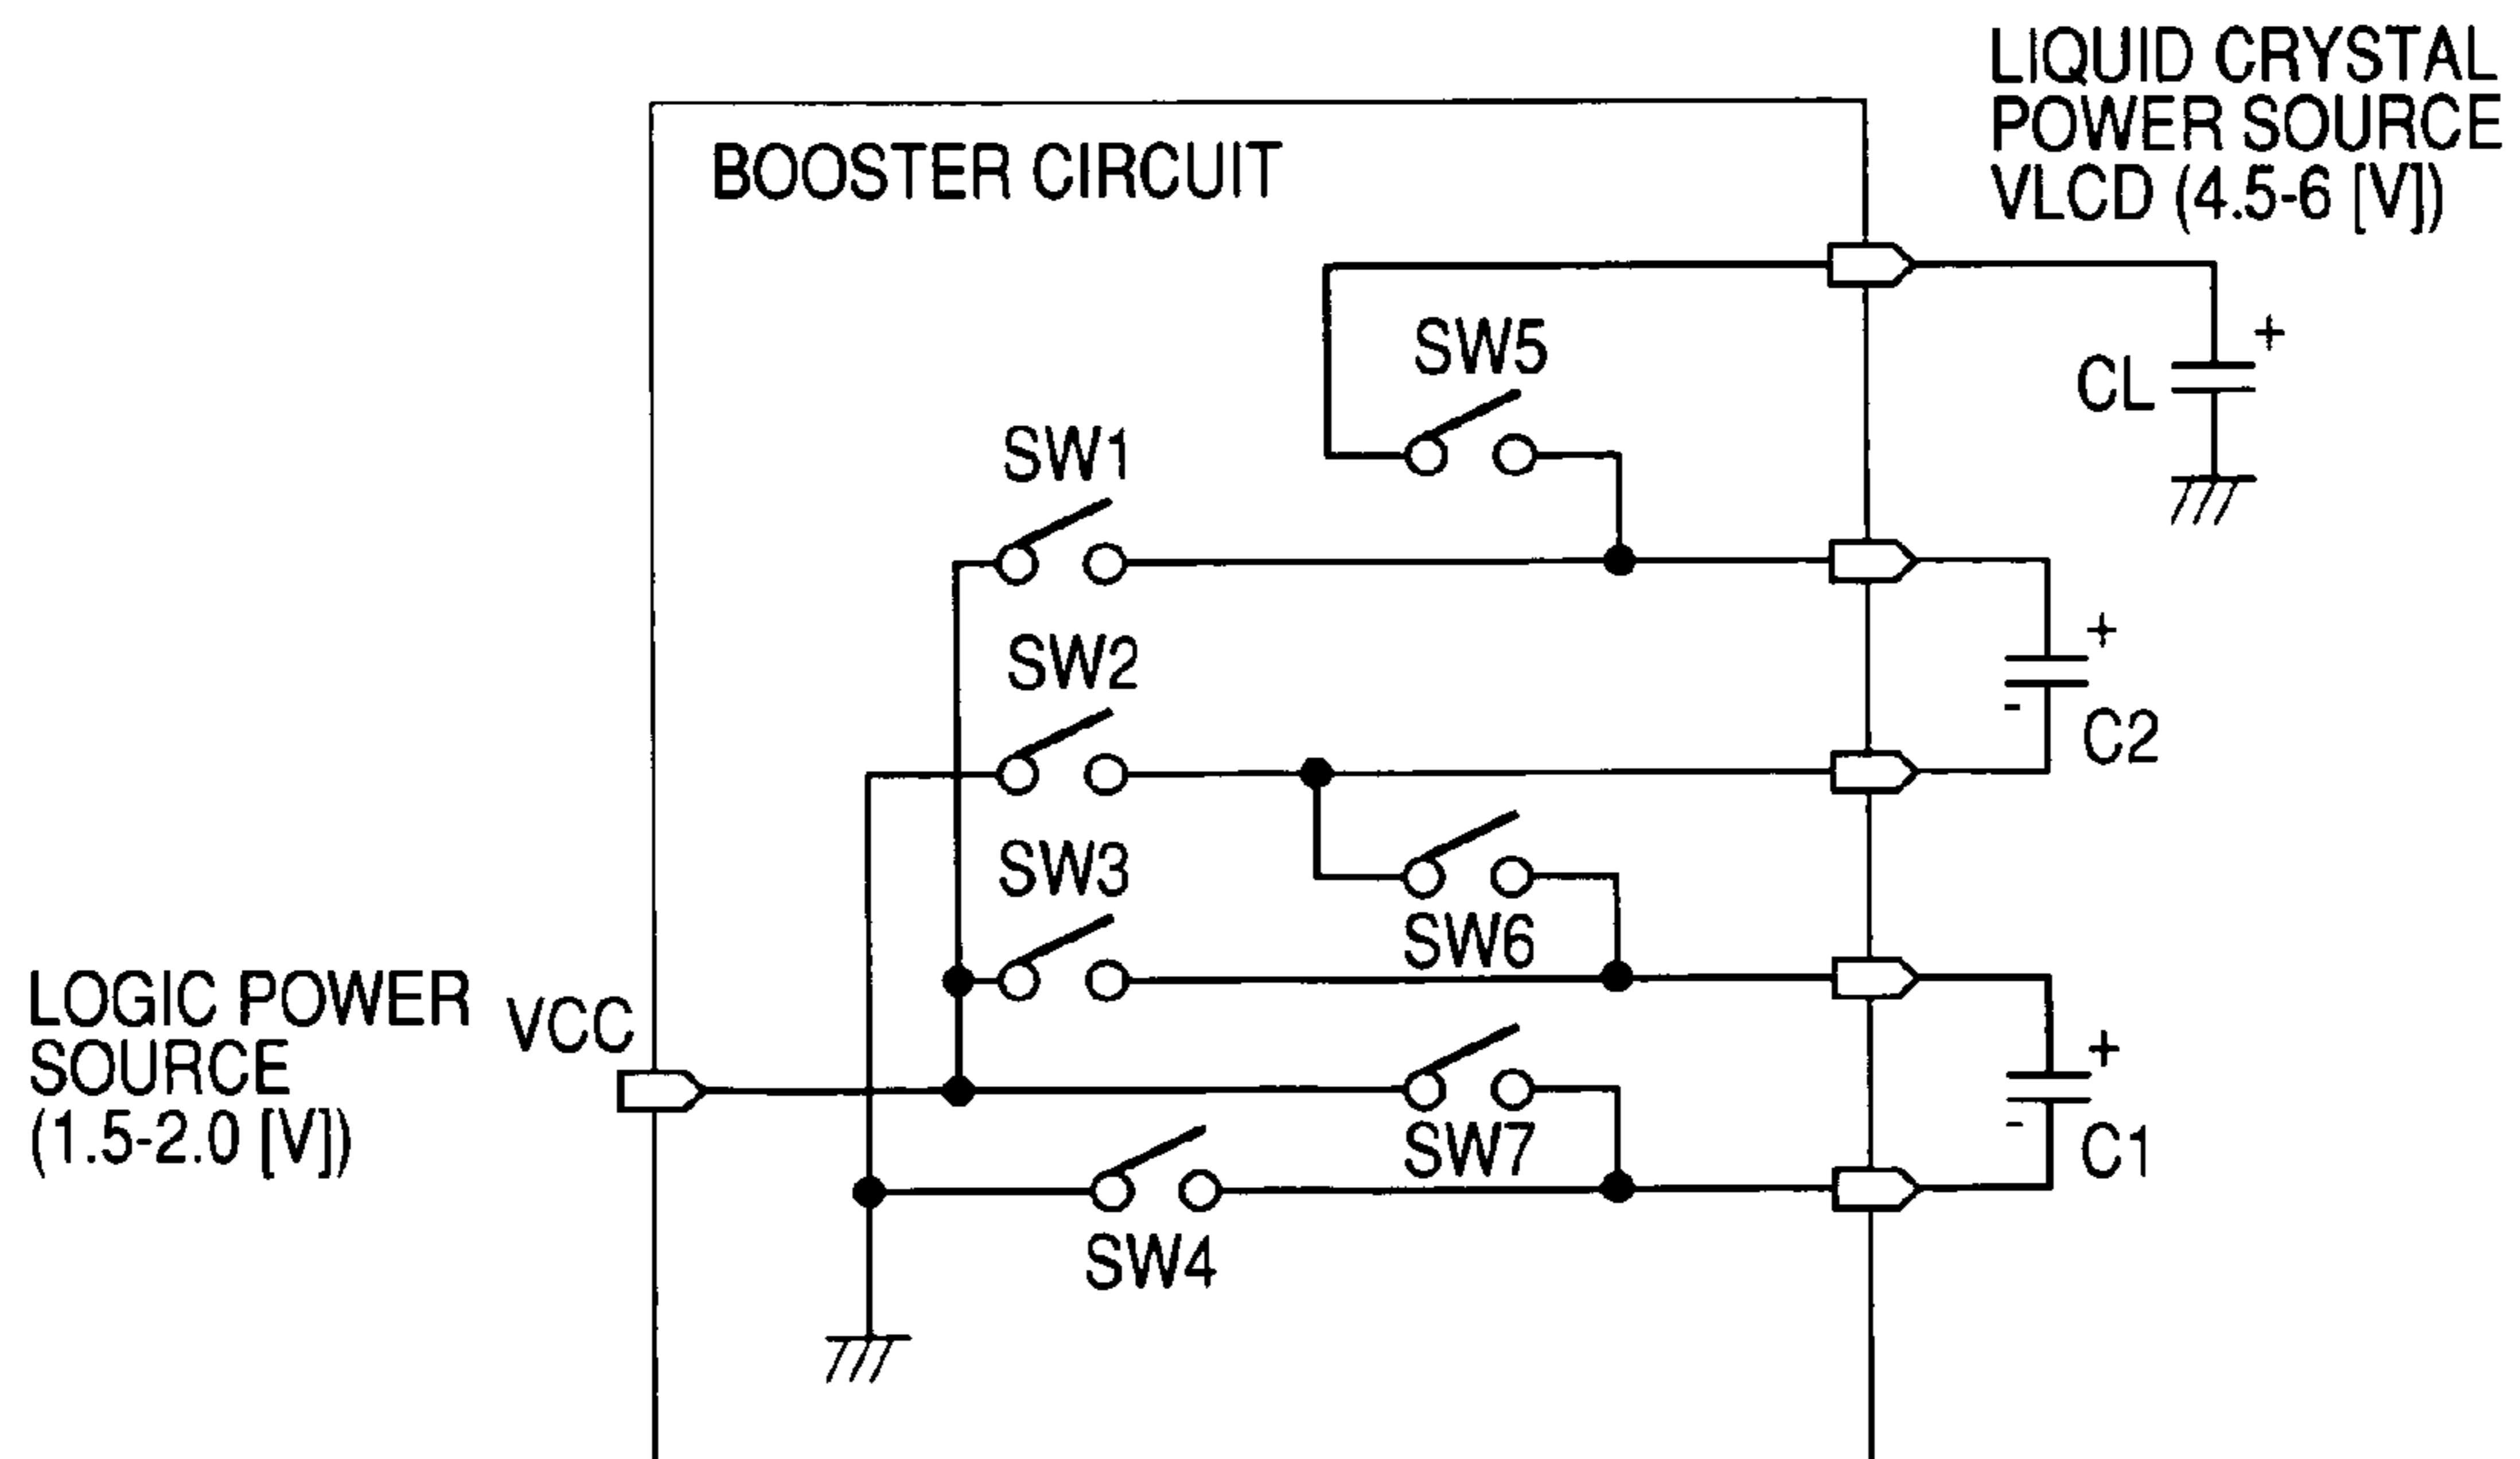 LIQUID CRYSTAL
POWER SOURCE
VLCD (4.5-6 [V])
BOOSTER CIRCUIT
SW5
+
CL
SW1
+
SW2
-
C2
SW3
SW6
LOGIC POWER
SOURCE
(1.5-2.0 [V])
VCC
+
SW7
-
C1
SW4